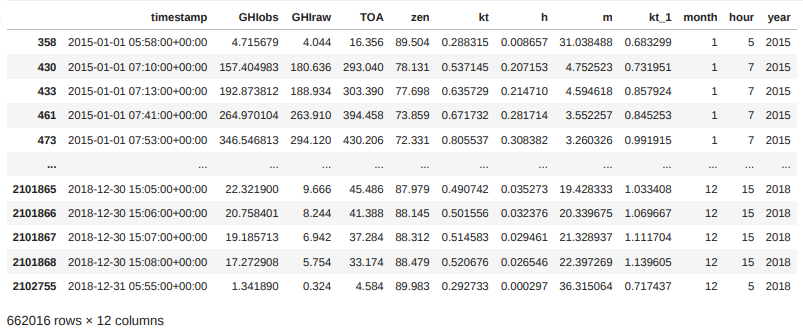 timestamp GHIobs GHIraw TOA zen kt h m kt_1 month hour year
358 2015-01-01 05:58:00+00:00 4.715679 4.044 16.356 89.504 0.288315 0.008657 31.038488 0.683299 1 5 2015
430 2015-01-01 07:10:00+00:00 157.404983 180.636 293.040 78.131 0.537145 0.207153 4.752523 0.731951 1 7 2015
433 2015-01-01 07:13:00+00:00 192.873812 188.934 303.390 77.698 0.635729 0.214710 4.594618 0.857924 1 7 2015
461 2015-01-01 07:41:00+00:00 264.970104 263.910 394.458 73.859 0.671732 0.281714 3.552257 0.845253 1 7 2015
473 2015-01-01 07:53:00+00:00 346.546813 294.120 430.206 72.331 0.805537 0.308382 3.260326 0.991915 1 7 2015
... ... ... ... ... ... ... ... ... ... ... ... ...
2101865 2018-12-30 15:05:00+00:00 22.321900 9.666 45.486 87.979 0.490742 0.035273 19.428333 1.033408 12 15 2018
2101866 2018-12-30 15:06:00+00:00 20.758401 8.244 41.388 88.145 0.501556 0.032376 20.339675 1.069667 12 15 2018
2101867 2018-12-30 15:07:00+00:00 19.185713 6.942 37.284 88.312 0.514583 0.029461 21.328937 1.111704 12 15 2018
2101868 2018-12-30 15:08:00+00:00 17.272908 5.754 33.174 88.479 0.520676 0.026546 22.397269 1.139605 12 15 2018
2102755 2018-12-31 05:55:00+00:00 1.341890 0.324 4.584 89.983 0.292733 0.000297 36.315064 0.717437 12 5 2018
662016 rows × 12 columns